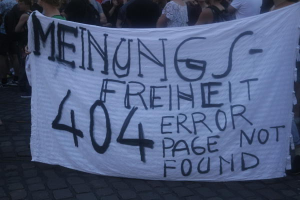 MEINUNGS-
FREIHEIT
404 ERROR
PAGE NOT
FOUND